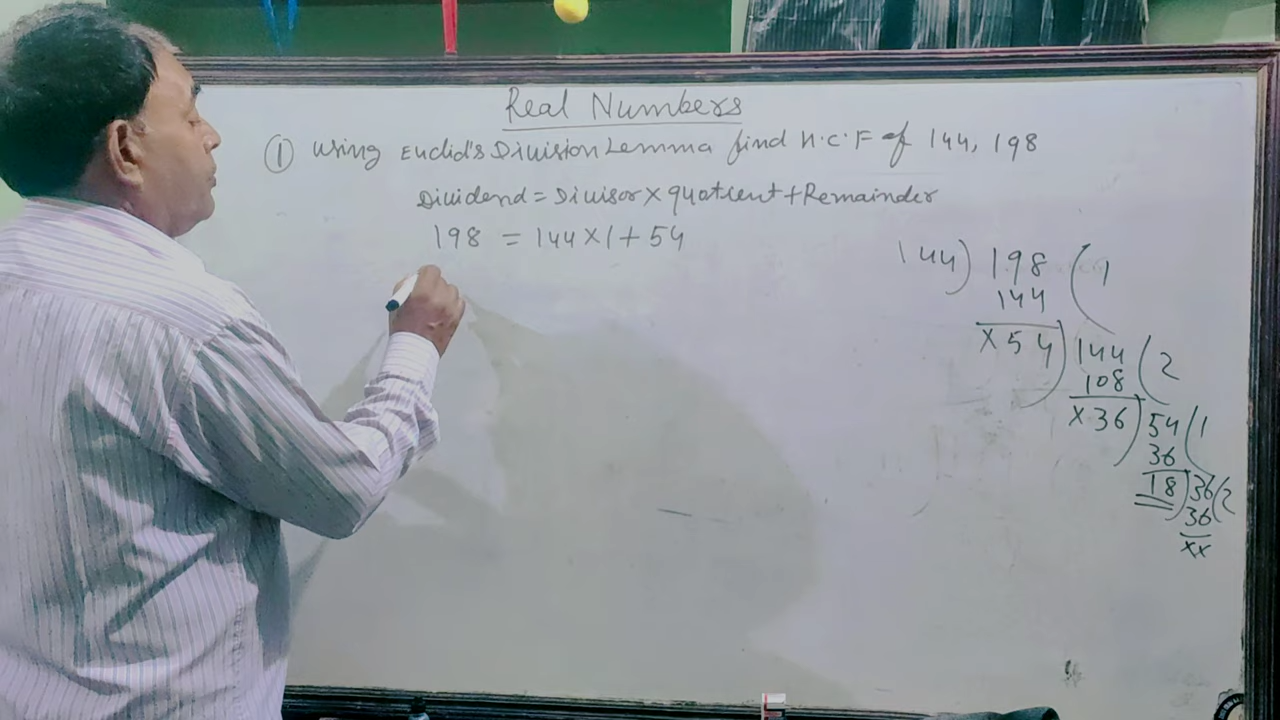 Real Numbers
① Using Euclid's Division Lemma find H.C.F of 144, 198
Dividend = Divisor × quotient + Remainder
198 = 144 × 1 + 54
144) 198 ( 1
144
× 54) 144 ( 2
108
× 36) 54 ( 1
36
18) 36 ( 2
36
××